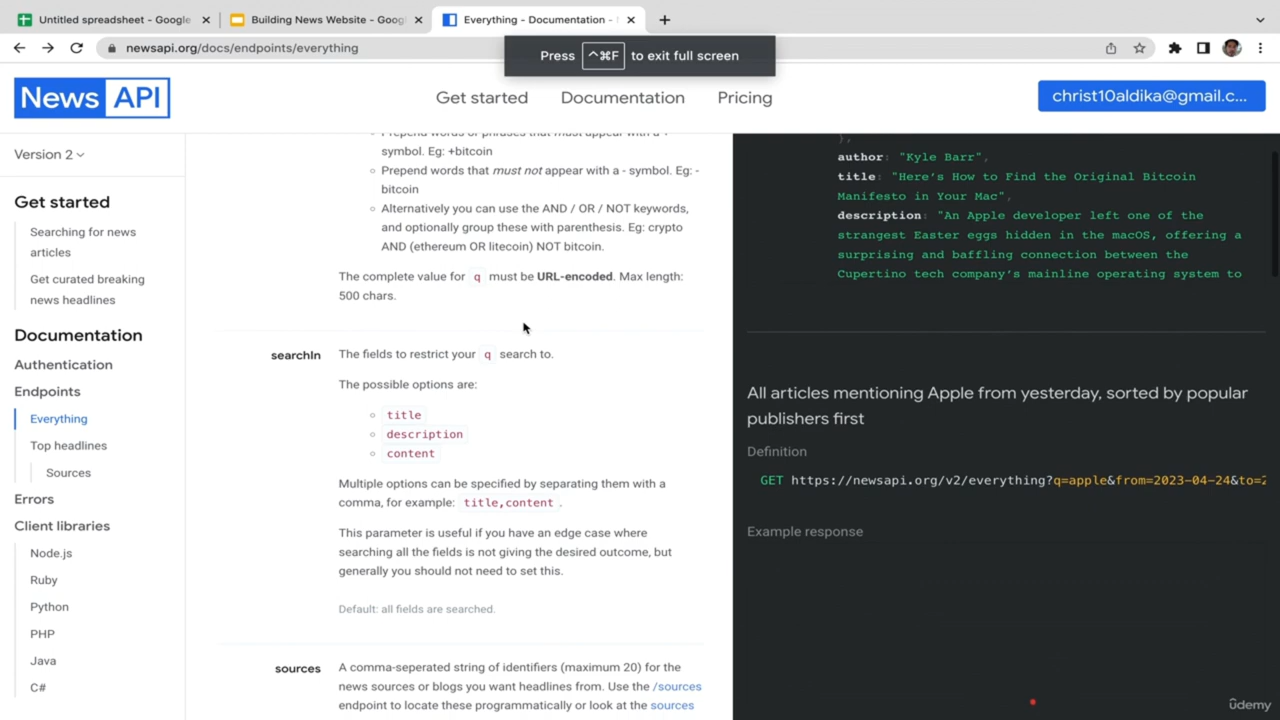 Untitled spreadsheet - Google
Building News Website - Goog
Everything - Documentation -
newsapi.org/docs/endpoints/everything
Press ^⌘F to exit full screen
News API
Get started
Documentation
Pricing
christ10aldika@gmail.c...
Version 2
Get started
Searching for news
articles
Get curated breaking
news headlines
Documentation
Authentication
Endpoints
Everything
Top headlines
Sources
Errors
Client libraries
Node.js
Ruby
Python
PHP
Java
C#
Prepend words or phrases that must appear with a +
symbol. Eg: +bitcoin
Prepend words that must not appear with a - symbol. Eg: -
bitcoin
Alternatively you can use the AND / OR / NOT keywords,
and optionally group these with parenthesis. Eg: crypto
AND (ethereum OR litecoin) NOT bitcoin.
The complete value for q must be URL-encoded. Max length:
500 chars.
searchIn
The fields to restrict your q search to.
The possible options are:
title
description
content
Multiple options can be specified by separating them with a
comma, for example: title,content .
This parameter is useful if you have an edge case where
searching all the fields is not giving the desired outcome, but
generally you should not need to set this.
Default: all fields are searched.
sources
A comma-seperated string of identifiers (maximum 20) for the
news sources or blogs you want headlines from. Use the /sources
endpoint to locate these programmatically or look at the sources
},
author: "Kyle Barr",
title: "Here's How to Find the Original Bitcoin
Manifesto in Your Mac",
description: "An Apple developer left one of the
strangest Easter eggs hidden in the macOS, offering a
surprising and baffling connection between the
Cupertino tech company's mainline operating system to
All articles mentioning Apple from yesterday, sorted by popular
publishers first
Definition
GET https://newsapi.org/v2/everything?q=apple&from=2023-04-24&to=2
Example response
ûdemy